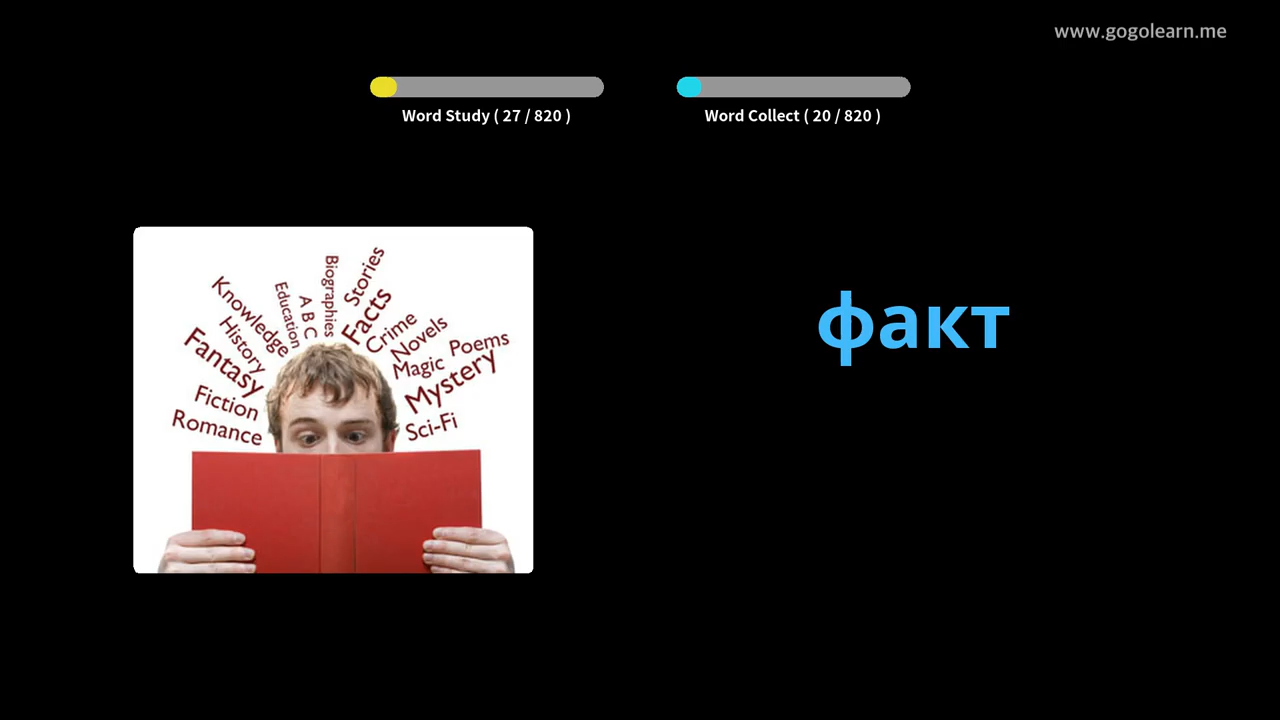 www.gogolearn.me
Word Study ( 27 / 820 )
Word Collect ( 20 / 820 )
Stories
Biographies
Facts
A B C
Education
Knowledge
Crime
History
Novels
Poems
Fantasy
Magic
Mystery
Fiction
Sci-Fi
Romance
факт